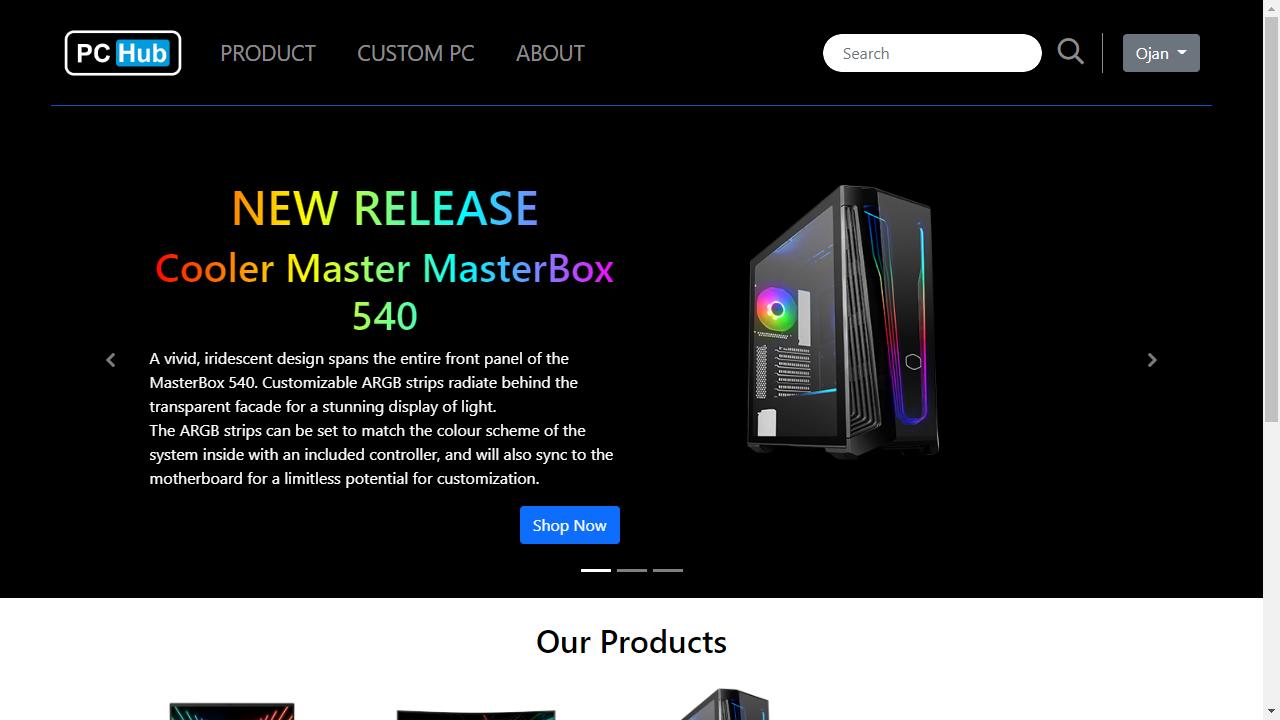 PC Hub
PRODUCT
CUSTOM PC
ABOUT
Search
Ojan
NEW RELEASE
Cooler Master MasterBox
540
A vivid, iridescent design spans the entire front panel of the
MasterBox 540. Customizable ARGB strips radiate behind the
transparent facade for a stunning display of light.
The ARGB strips can be set to match the colour scheme of the
system inside with an included controller, and will also sync to the
motherboard for a limitless potential for customization.
Shop Now
Our Products